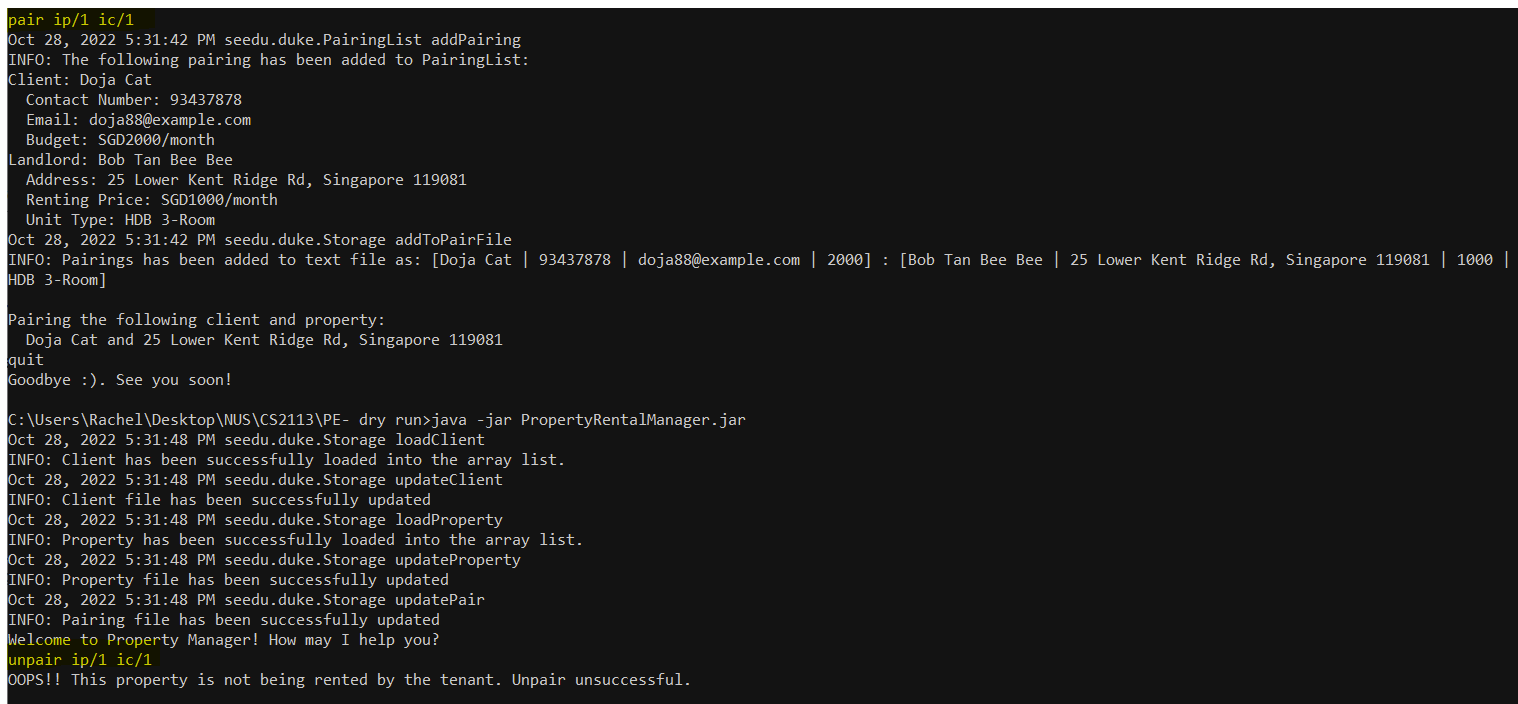 pair ip/1 ic/1
Oct 28, 2022 5:31:42 PM seedu.duke.PairingList addPairing
INFO: The following pairing has been added to PairingList:
Client: Doja Cat
  Contact Number: 93437878
  Email: doja88@example.com
  Budget: SGD2000/month
Landlord: Bob Tan Bee Bee
  Address: 25 Lower Kent Ridge Rd, Singapore 119081
  Renting Price: SGD1000/month
  Unit Type: HDB 3-Room
Oct 28, 2022 5:31:42 PM seedu.duke.Storage addToPairFile
INFO: Pairings has been added to text file as: [Doja Cat | 93437878 | doja88@example.com | 2000] : [Bob Tan Bee Bee | 25 Lower Kent Ridge Rd, Singapore 119081 | 1000 |
HDB 3-Room]
Pairing the following client and property:
  Doja Cat and 25 Lower Kent Ridge Rd, Singapore 119081
quit
Goodbye :). See you soon!
C:\Users\Rachel\Desktop\NUS\CS2113\PE- dry run>java -jar PropertyRentalManager.jar
Oct 28, 2022 5:31:48 PM seedu.duke.Storage loadClient
INFO: Client has been successfully loaded into the array list.
Oct 28, 2022 5:31:48 PM seedu.duke.Storage updateClient
INFO: Client file has been successfully updated
Oct 28, 2022 5:31:48 PM seedu.duke.Storage loadProperty
INFO: Property has been successfully loaded into the array list.
Oct 28, 2022 5:31:48 PM seedu.duke.Storage updateProperty
INFO: Property file has been successfully updated
Oct 28, 2022 5:31:48 PM seedu.duke.Storage updatePair
INFO: Pairing file has been successfully updated
Welcome to Property Manager! How may I help you?
unpair ip/1 ic/1
OOPS!! This property is not being rented by the tenant. Unpair unsuccessful.